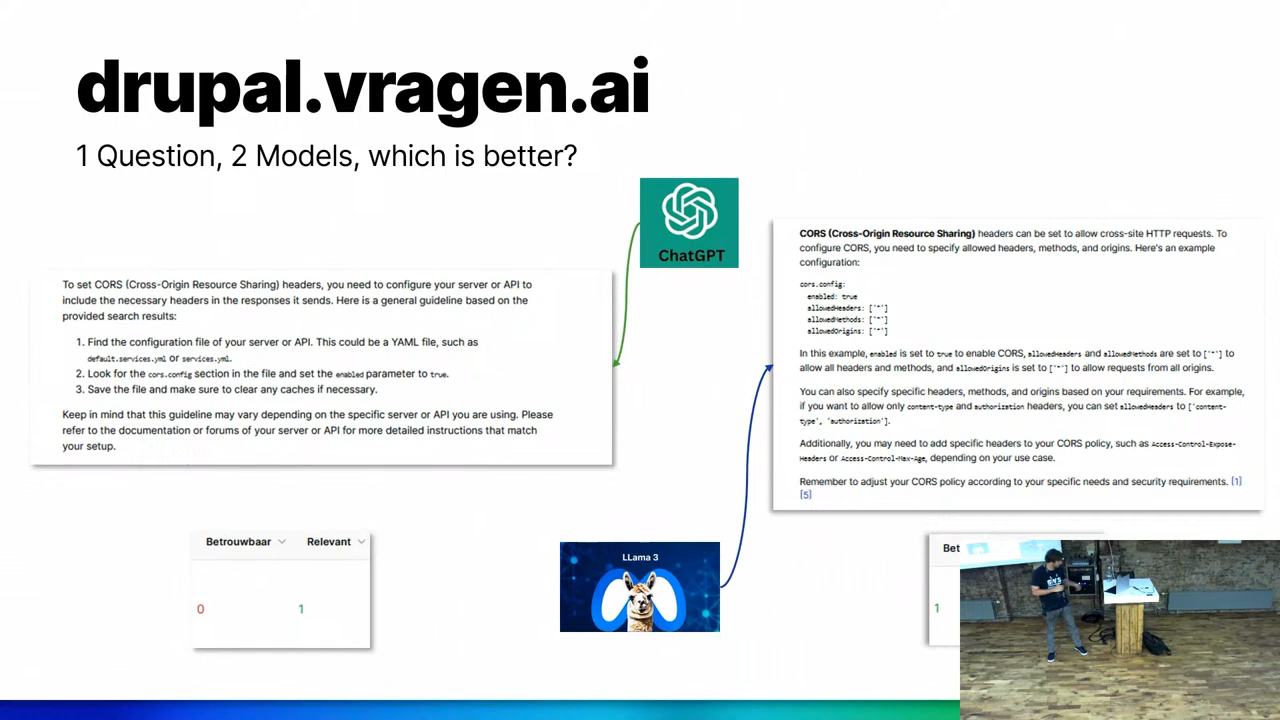 drupal.vragen.ai
1 Question, 2 Models, which is better?
ChatGPT
To set CORS (Cross-Origin Resource Sharing) headers, you need to configure your server or API to
include the necessary headers in the responses it sends. Here is a general guideline based on the
provided search results:
1. Find the configuration file of your server or API. This could be a YAML file, such as
default.services.yml or services.yml.
2. Look for the cors.config section in the file and set the enabled parameter to true.
3. Save the file and make sure to clear any caches if necessary.
Keep in mind that this guideline may vary depending on the specific server or API you are using. Please
refer to the documentation or forums of your server or API for more detailed instructions that match
your setup.
CORS (Cross-Origin Resource Sharing) headers can be set to allow cross-site HTTP requests. To
configure CORS, you need to specify allowed headers, methods, and origins. Here's an example
configuration:
cors.config:
enabled: true
allowedHeaders: ['*']
allowedMethods: ['*']
allowedOrigins: ['*']
In this example, enabled is set to true to enable CORS, allowedHeaders and allowedMethods are set to ['*'] to
allow all headers and methods, and allowedOrigins is set to ['*'] to allow requests from all origins.
You can also specify specific headers, methods, and origins based on your requirements. For example,
if you want to allow only content-type and authorization headers, you can set allowedHeaders to ['content-
type', 'authorization'].
Additionally, you may need to add specific headers to your CORS policy, such as Access-Control-Expose-
Headers or Access-Control-Max-Age, depending on your use case.
Remember to adjust your CORS policy according to your specific needs and security requirements. [1]
[5]
Betrouwbaar Relevant
0 1
LLama 3
Bet
1